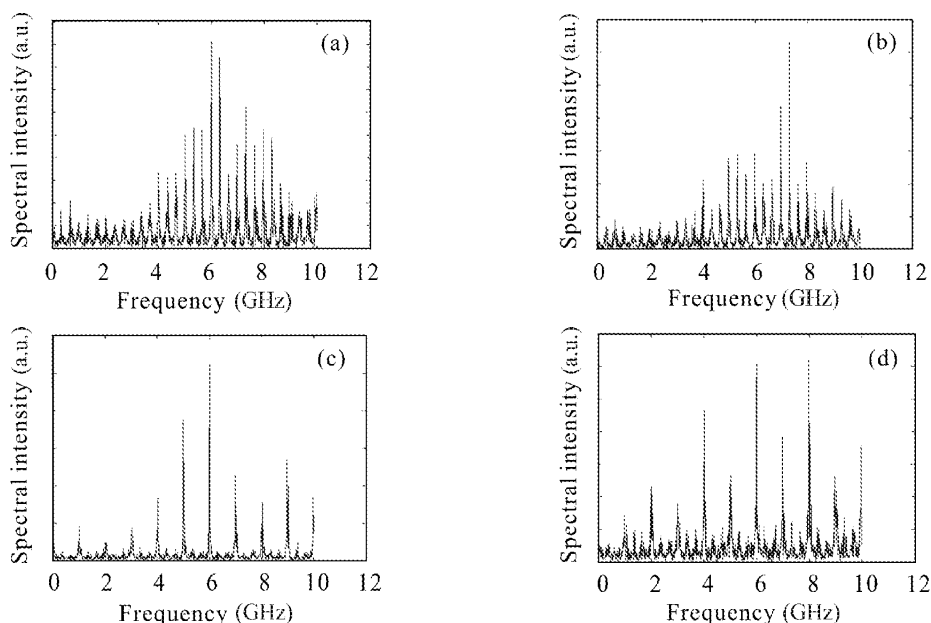 Spectral intensity (a.u.)
(a)
0 2 4 6 8 10 12
Frequency (GHz)
Spectral intensity (a.u.)
(b)
0 2 4 6 8 10 12
Frequency (GHz)
Spectral intensity (a.u.)
(c)
0 2 4 6 8 10 12
Frequency (GHz)
Spectral intensity (a.u.)
(d)
0 2 4 6 8 10 12
Frequency (GHz)